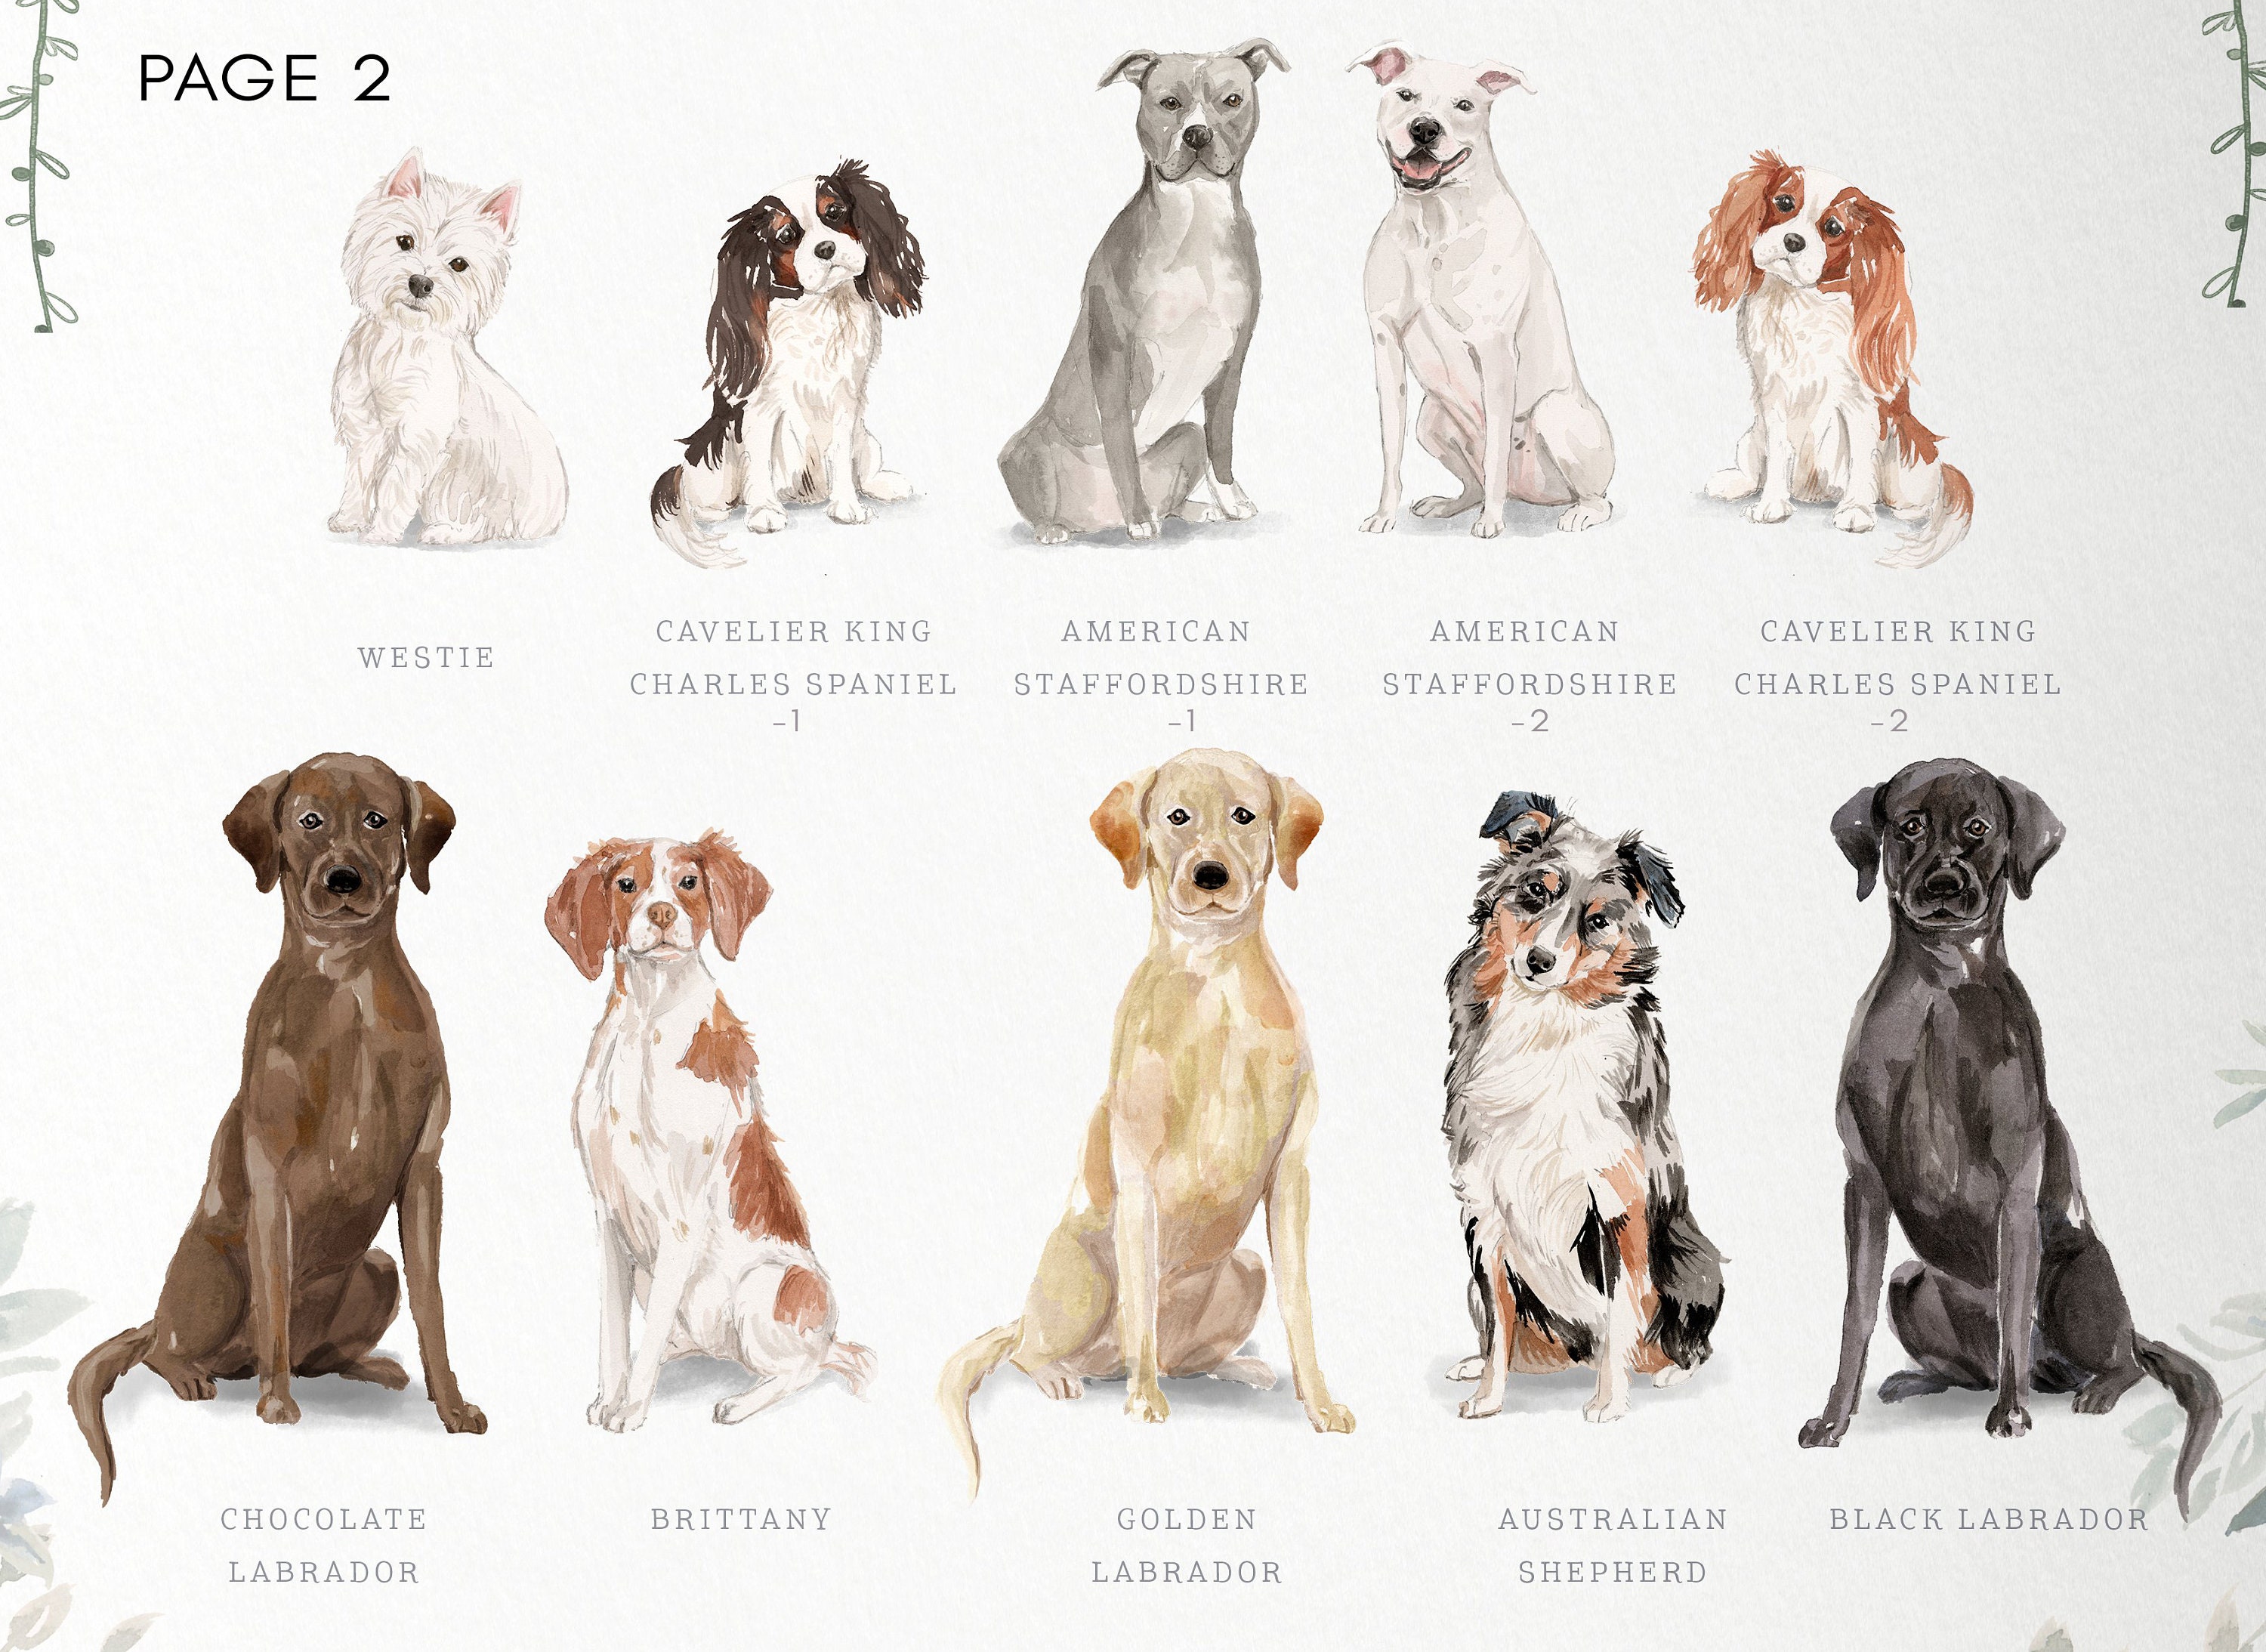 PAGE 2
WESTIE
CAVELIER KING
CHARLES SPANIEL
-1
AMERICAN
STAFFORDSHIRE
-1
AMERICAN
STAFFORDSHIRE
-2
CAVELIER KING
CHARLES SPANIEL
-2
CHOCOLATE
LABRADOR
BRITTANY
GOLDEN
LABRADOR
AUSTRALIAN
SHEPHERD
BLACK LABRADOR